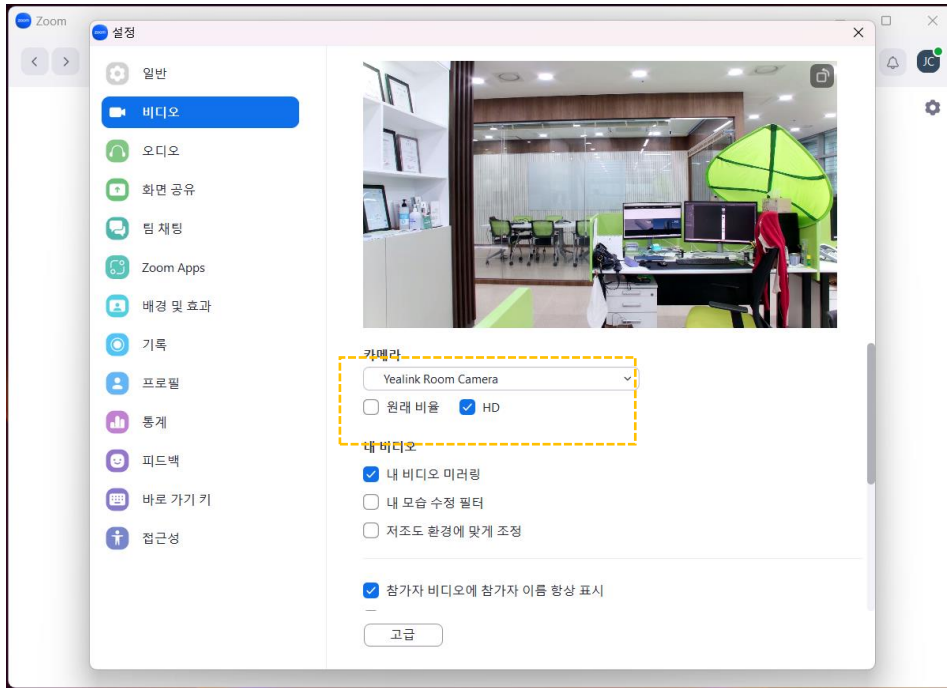 Zoom
zoom 설정
JC
일반
비디오
오디오
화면 공유
팀 채팅
Zoom Apps
배경 및 효과
기록
프로필
통계
피드백
바로 가기 키
접근성
카메라
Yealink Room Camera
원래 비율 HD
내 비디오
내 비디오 미러링
내 모습 수정 필터
저조도 환경에 맞게 조정
참가자 비디오에 참가자 이름 항상 표시
고급